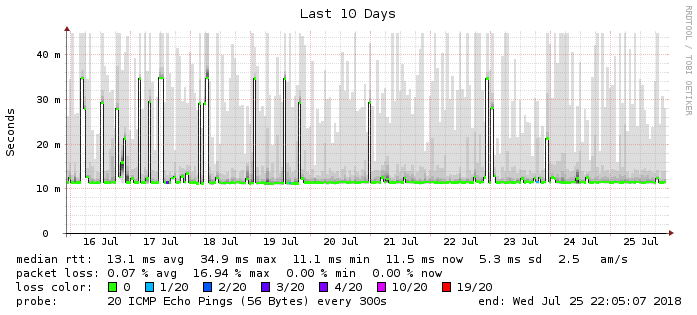 Last 10 Days
RRDTOOL / TOBI OETIKER
Seconds
40 m
30 m
20 m
10 m
0
16 Jul 17 Jul 18 Jul 19 Jul 20 Jul 21 Jul 22 Jul 23 Jul 24 Jul 25 Jul
median rtt: 13.1 ms avg 34.9 ms max 11.1 ms min 11.5 ms now 5.3 ms sd 2.5 am/s
packet loss: 0.07 % avg 16.94 % max 0.00 % min 0.00 % now
loss color: 0 1/20 2/20 3/20 4/20 10/20 19/20
probe: 20 ICMP Echo Pings (56 Bytes) every 300s end: Wed Jul 25 22:05:07 2018